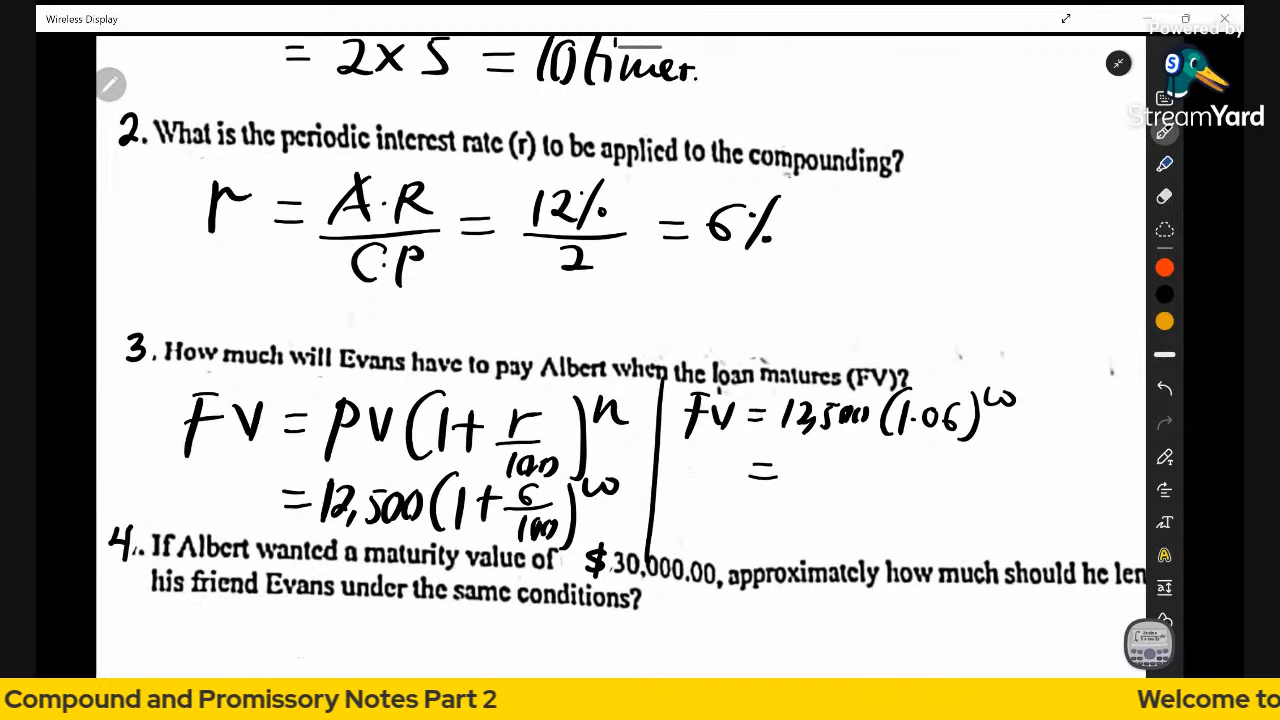 Wireless Display
Powered by
StreamYard
= 2 x 5 = 10 timer.
2. What is the periodic interest rate (r) to be applied to the compounding?
r = A.R / C.P = 12% / 2 = 6%
3. How much will Evans have to pay Albert when the loan matures (FV)?
FV = PV (1 + r/100)^n
= 12,500 (1 + 6/100)^10
FV = 12,500 (1.06)^10
=
4. If Albert wanted a maturity value of $ 30,000.00, approximately how much should he len
his friend Evans under the same conditions?
Compound and Promissory Notes Part 2
Welcome to